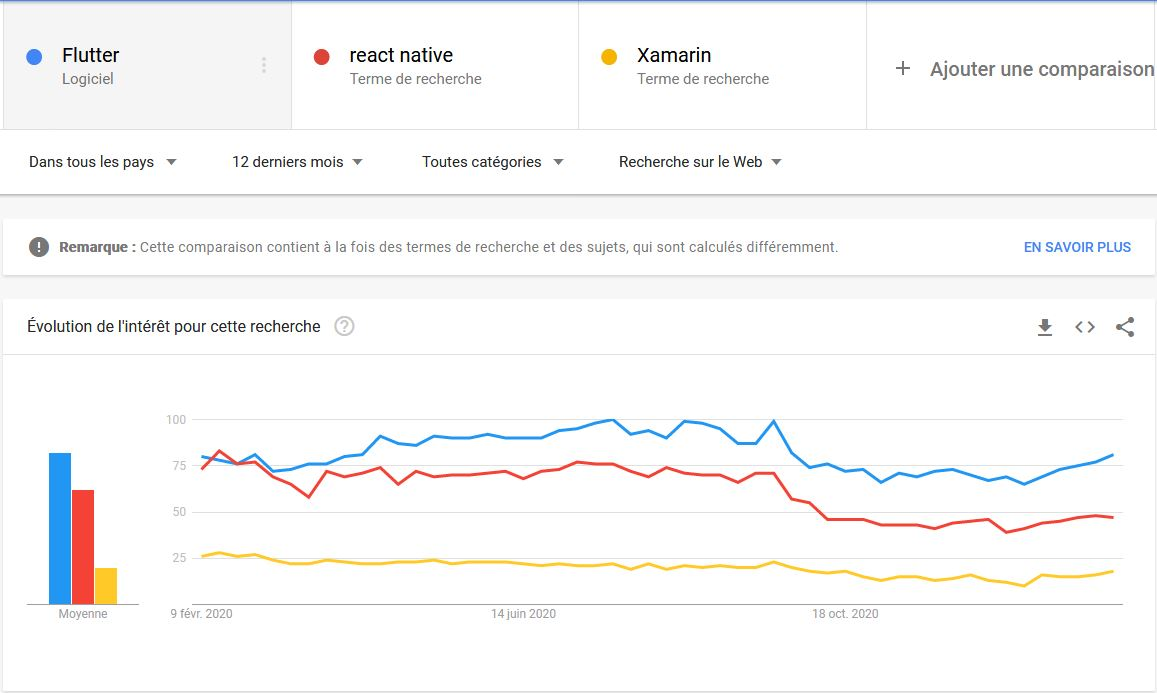 Flutter
Logiciel
react native
Terme de recherche
Xamarin
Terme de recherche
+ Ajouter une comparaison
Dans tous les pays
12 derniers mois
Toutes catégories
Recherche sur le Web
Remarque : Cette comparaison contient à la fois des termes de recherche et des sujets, qui sont calculés différemment.
EN SAVOIR PLUS
Évolution de l'intérêt pour cette recherche
100
75
50
25
Moyenne
9 févr. 2020
14 juin 2020
18 oct. 2020